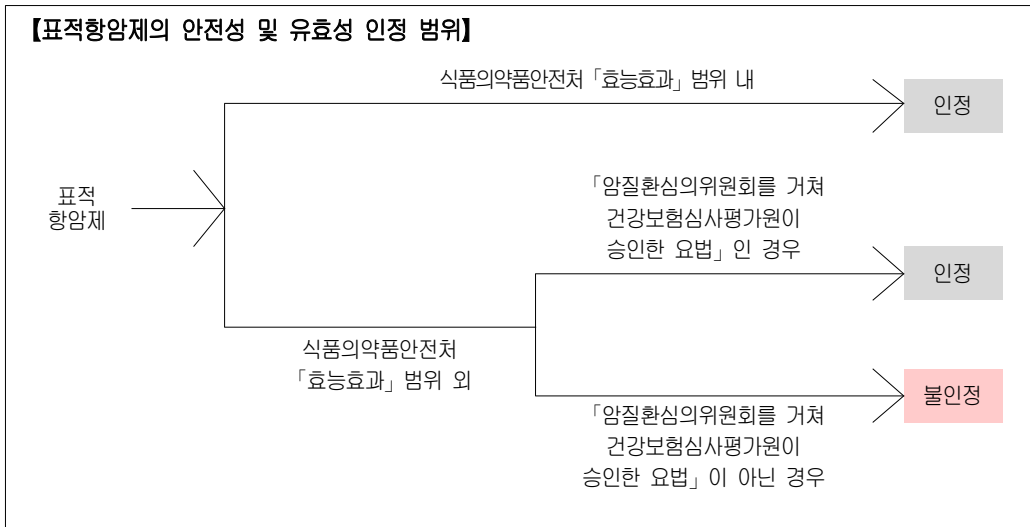 【표적항암제의 안전성 및 유효성 인정 범위】
식품의약품안전처「효능효과」범위 내
인정
표적
항암제
「암질환심의위원회를 거쳐
건강보험심사평가원이
승인한 요법」인 경우
인정
식품의약품안전처
「효능효과」범위 외
불인정
「암질환심의위원회를 거쳐
건강보험심사평가원이
승인한 요법」이 아닌 경우